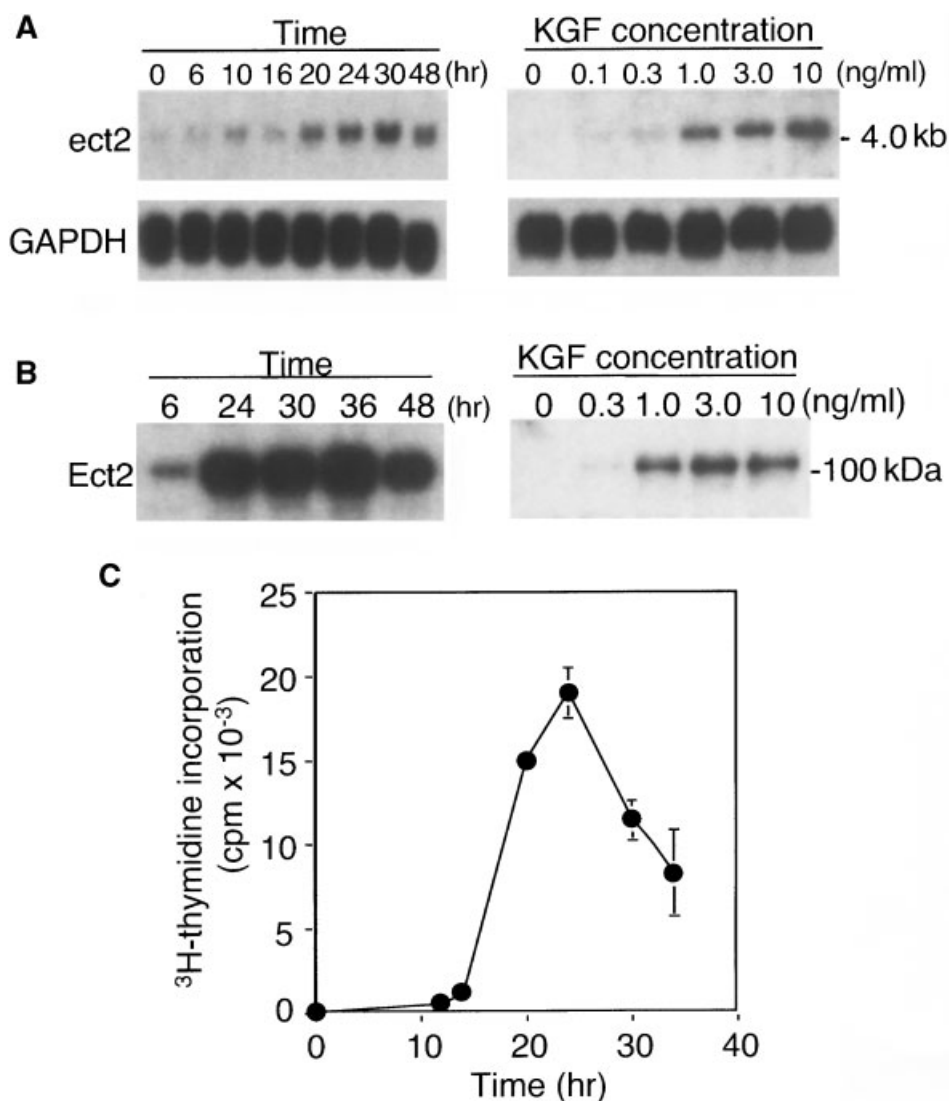 A
Time
0 6 10 16 20 24 30 48 (hr)
KGF concentration
0 0.1 0.3 1.0 3.0 10 (ng/ml)
ect2
- 4.0 kb
GAPDH
B
Time
6 24 30 36 48 (hr)
KGF concentration
0 0.3 1.0 3.0 10 (ng/ml)
Ect2
-100 kDa
C
³H-thymidine incorporation
(cpm x 10⁻³)
25
20
15
10
5
0
0 10 20 30 40
Time (hr)